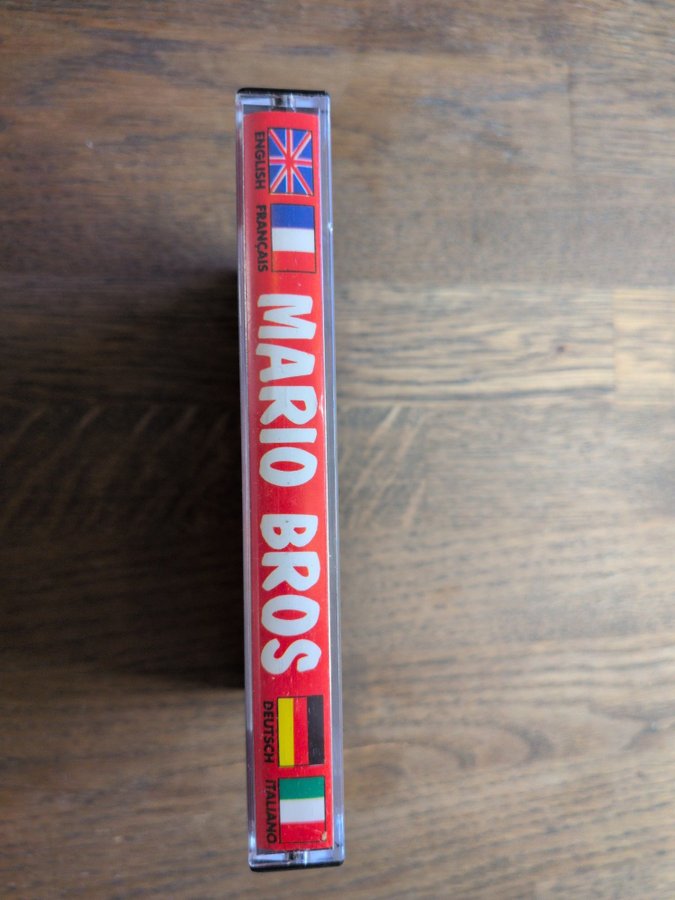 ENGLISH
FRANÇAIS
MARIO BROS
DEUTSCH
ITALIANO